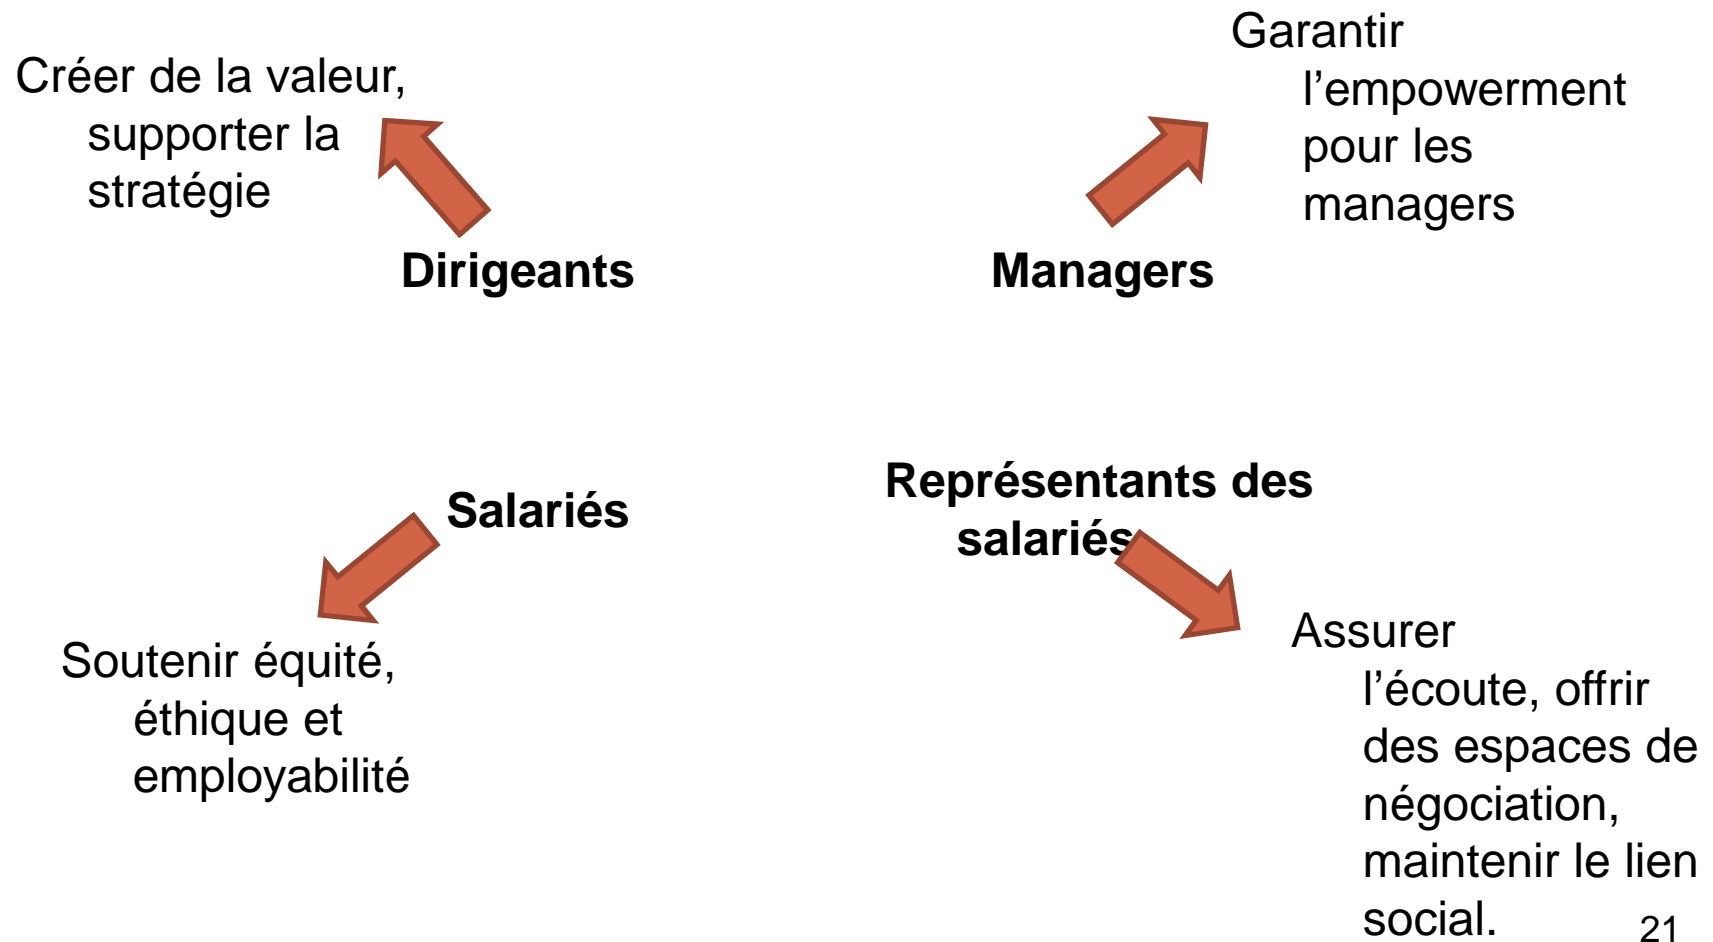 Créer de la valeur,
supporter la
stratégie
Dirigeants
Garantir
l’empowerment
pour les
managers
Managers
Salariés
Soutenir équité,
éthique et
employabilité
Représentants des
salariés
Assurer
l’écoute, offrir
des espaces de
négociation,
maintenir le lien
social.
21